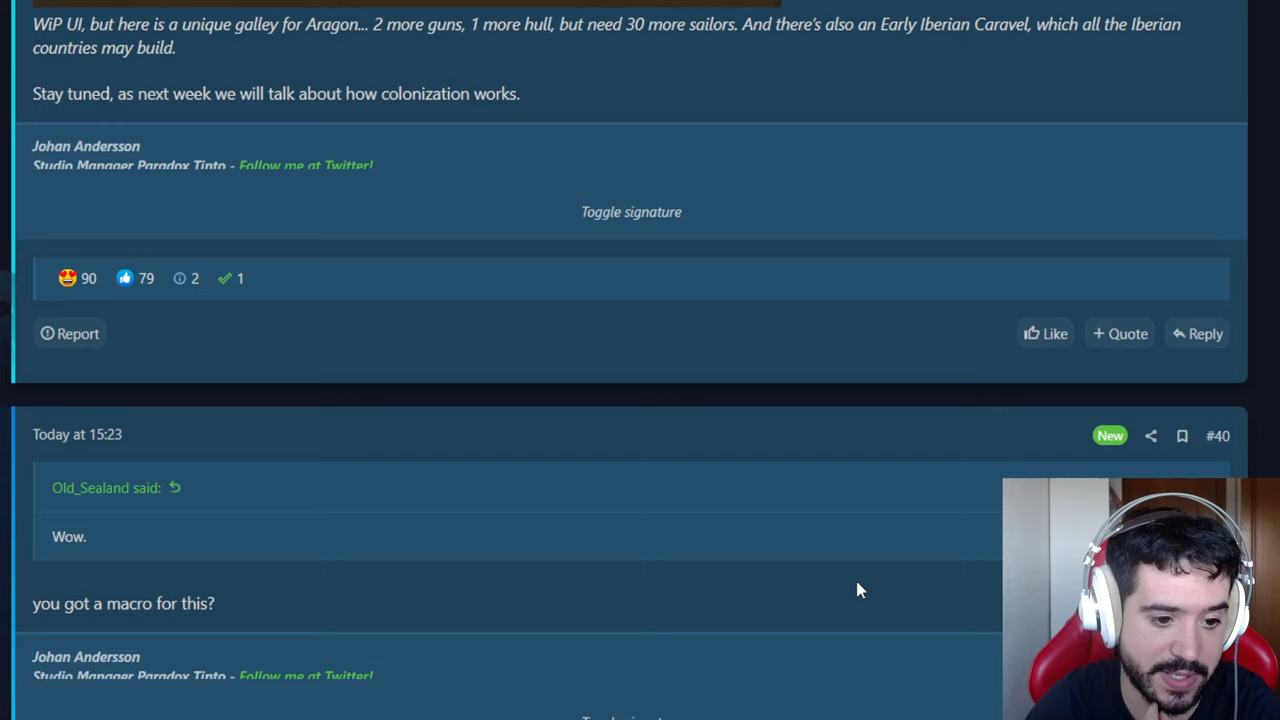 WiP UI, but here is a unique galley for Aragon... 2 more guns, 1 more hull, but need 30 more sailors. And there's also an Early Iberian Caravel, which all the Iberian
countries may build.
Stay tuned, as next week we will talk about how colonization works.
Johan Andersson
Studio Manager Paradox Tinto - Follow me at Twitter!
Toggle signature
90 79 2 1
Report Like + Quote Reply
Today at 15:23 New #40
Old_Sealand said:
Wow.
you got a macro for this?
Johan Andersson
Studio Manager Paradox Tinto - Follow me at Twitter!